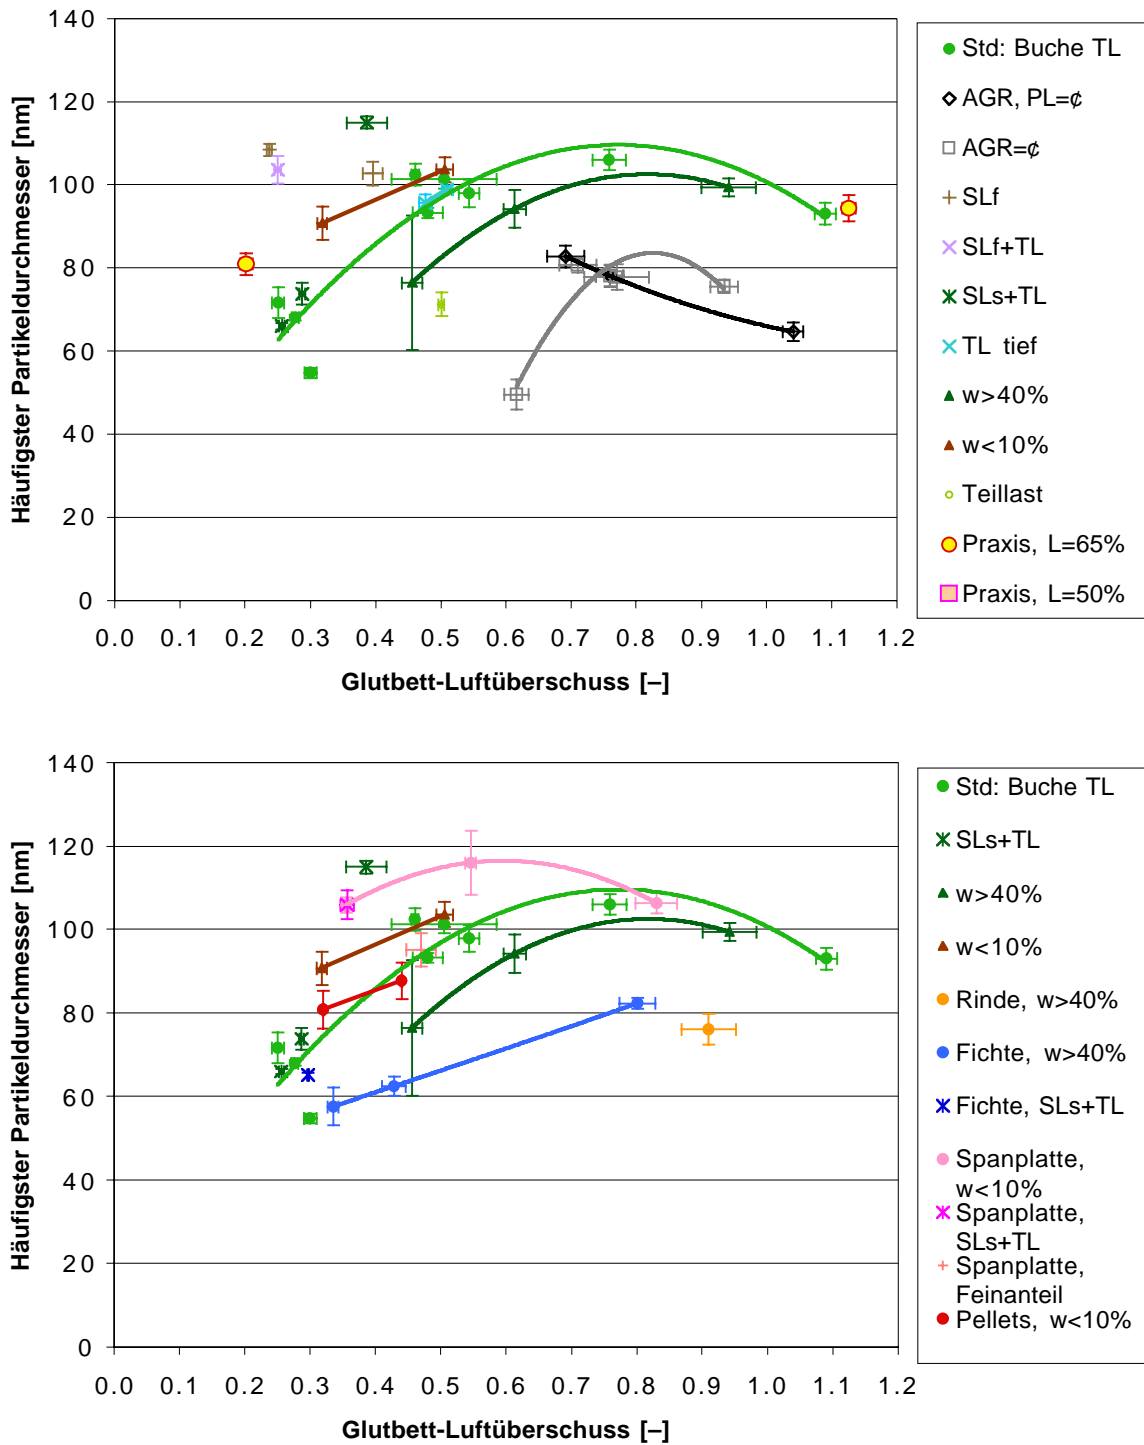 Häufigster Partikeldurchmesser [nm]
140
120
100
80
60
40
20
0
0.0 0.1 0.2 0.3 0.4 0.5 0.6 0.7 0.8 0.9 1.0 1.1 1.2
Glutbett-Luftüberschuss [–]
Std: Buche TL
AGR, PL=¢
AGR=¢
SLf
SLf+TL
SLs+TL
TL tief
w>40%
w<10%
Teillast
Praxis, L=65%
Praxis, L=50%
Häufigster Partikeldurchmesser [nm]
140
120
100
80
60
40
20
0
0.0 0.1 0.2 0.3 0.4 0.5 0.6 0.7 0.8 0.9 1.0 1.1 1.2
Glutbett-Luftüberschuss [–]
Std: Buche TL
SLs+TL
w>40%
w<10%
Rinde, w>40%
Fichte, w>40%
Fichte, SLs+TL
Spanplatte,
w<10%
Spanplatte,
SLs+TL
Spanplatte,
Feinanteil
Pellets, w<10%